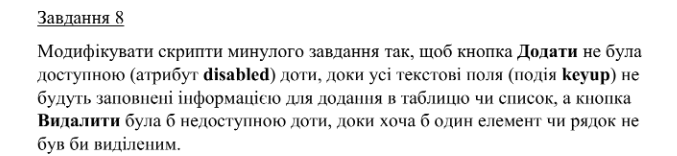 Завдання 8
Модифікувати скрипти минулого завдання так, щоб кнопка Додати не була
доступною (атрибут disabled) доти, доки усі текстові поля (подія keyup) не
будуть заповнені інформацією для додання в таблицю чи список, а кнопка
Видалити була б недоступною доти, доки хоча б один елемент чи рядок не
був би виділеним.